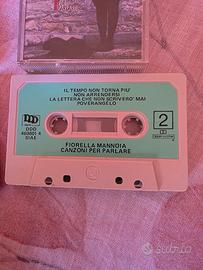 IL TEMPO NON TORNA PIU'
NON ARRENDERSI
LA LETTERA CHE NON SCRIVERO' MAI
POVERANGELO
DDD
2
SIAE
FIORELLA MANNOIA
CANZONI PER PARLARE
subito